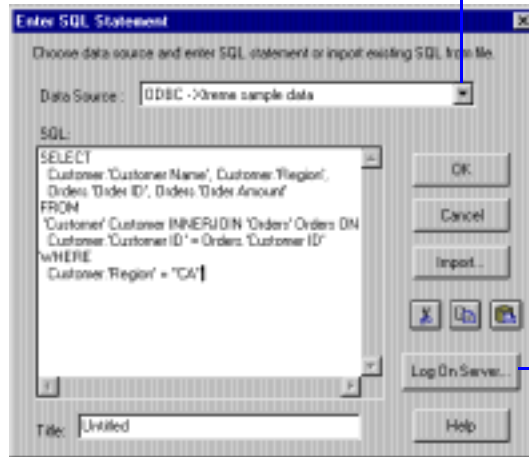 Enter SQL Statement
Choose data source and enter SQL statement or import existing SQL from file.
Data Source : ODBC ->Xtreme sample data
SQL:
SELECT
Customer.'Customer Name', Customer.'Region',
Orders.'Order ID', Orders.'Order Amount'
FROM
'Customer' Customer INNERJOIN 'Orders' Orders ON
Customer.'Customer ID' = Orders.'Customer ID'
WHERE
Customer.'Region' = "CA"
OK
Cancel
Import...
Log On Server...
Title: Untitled
Help